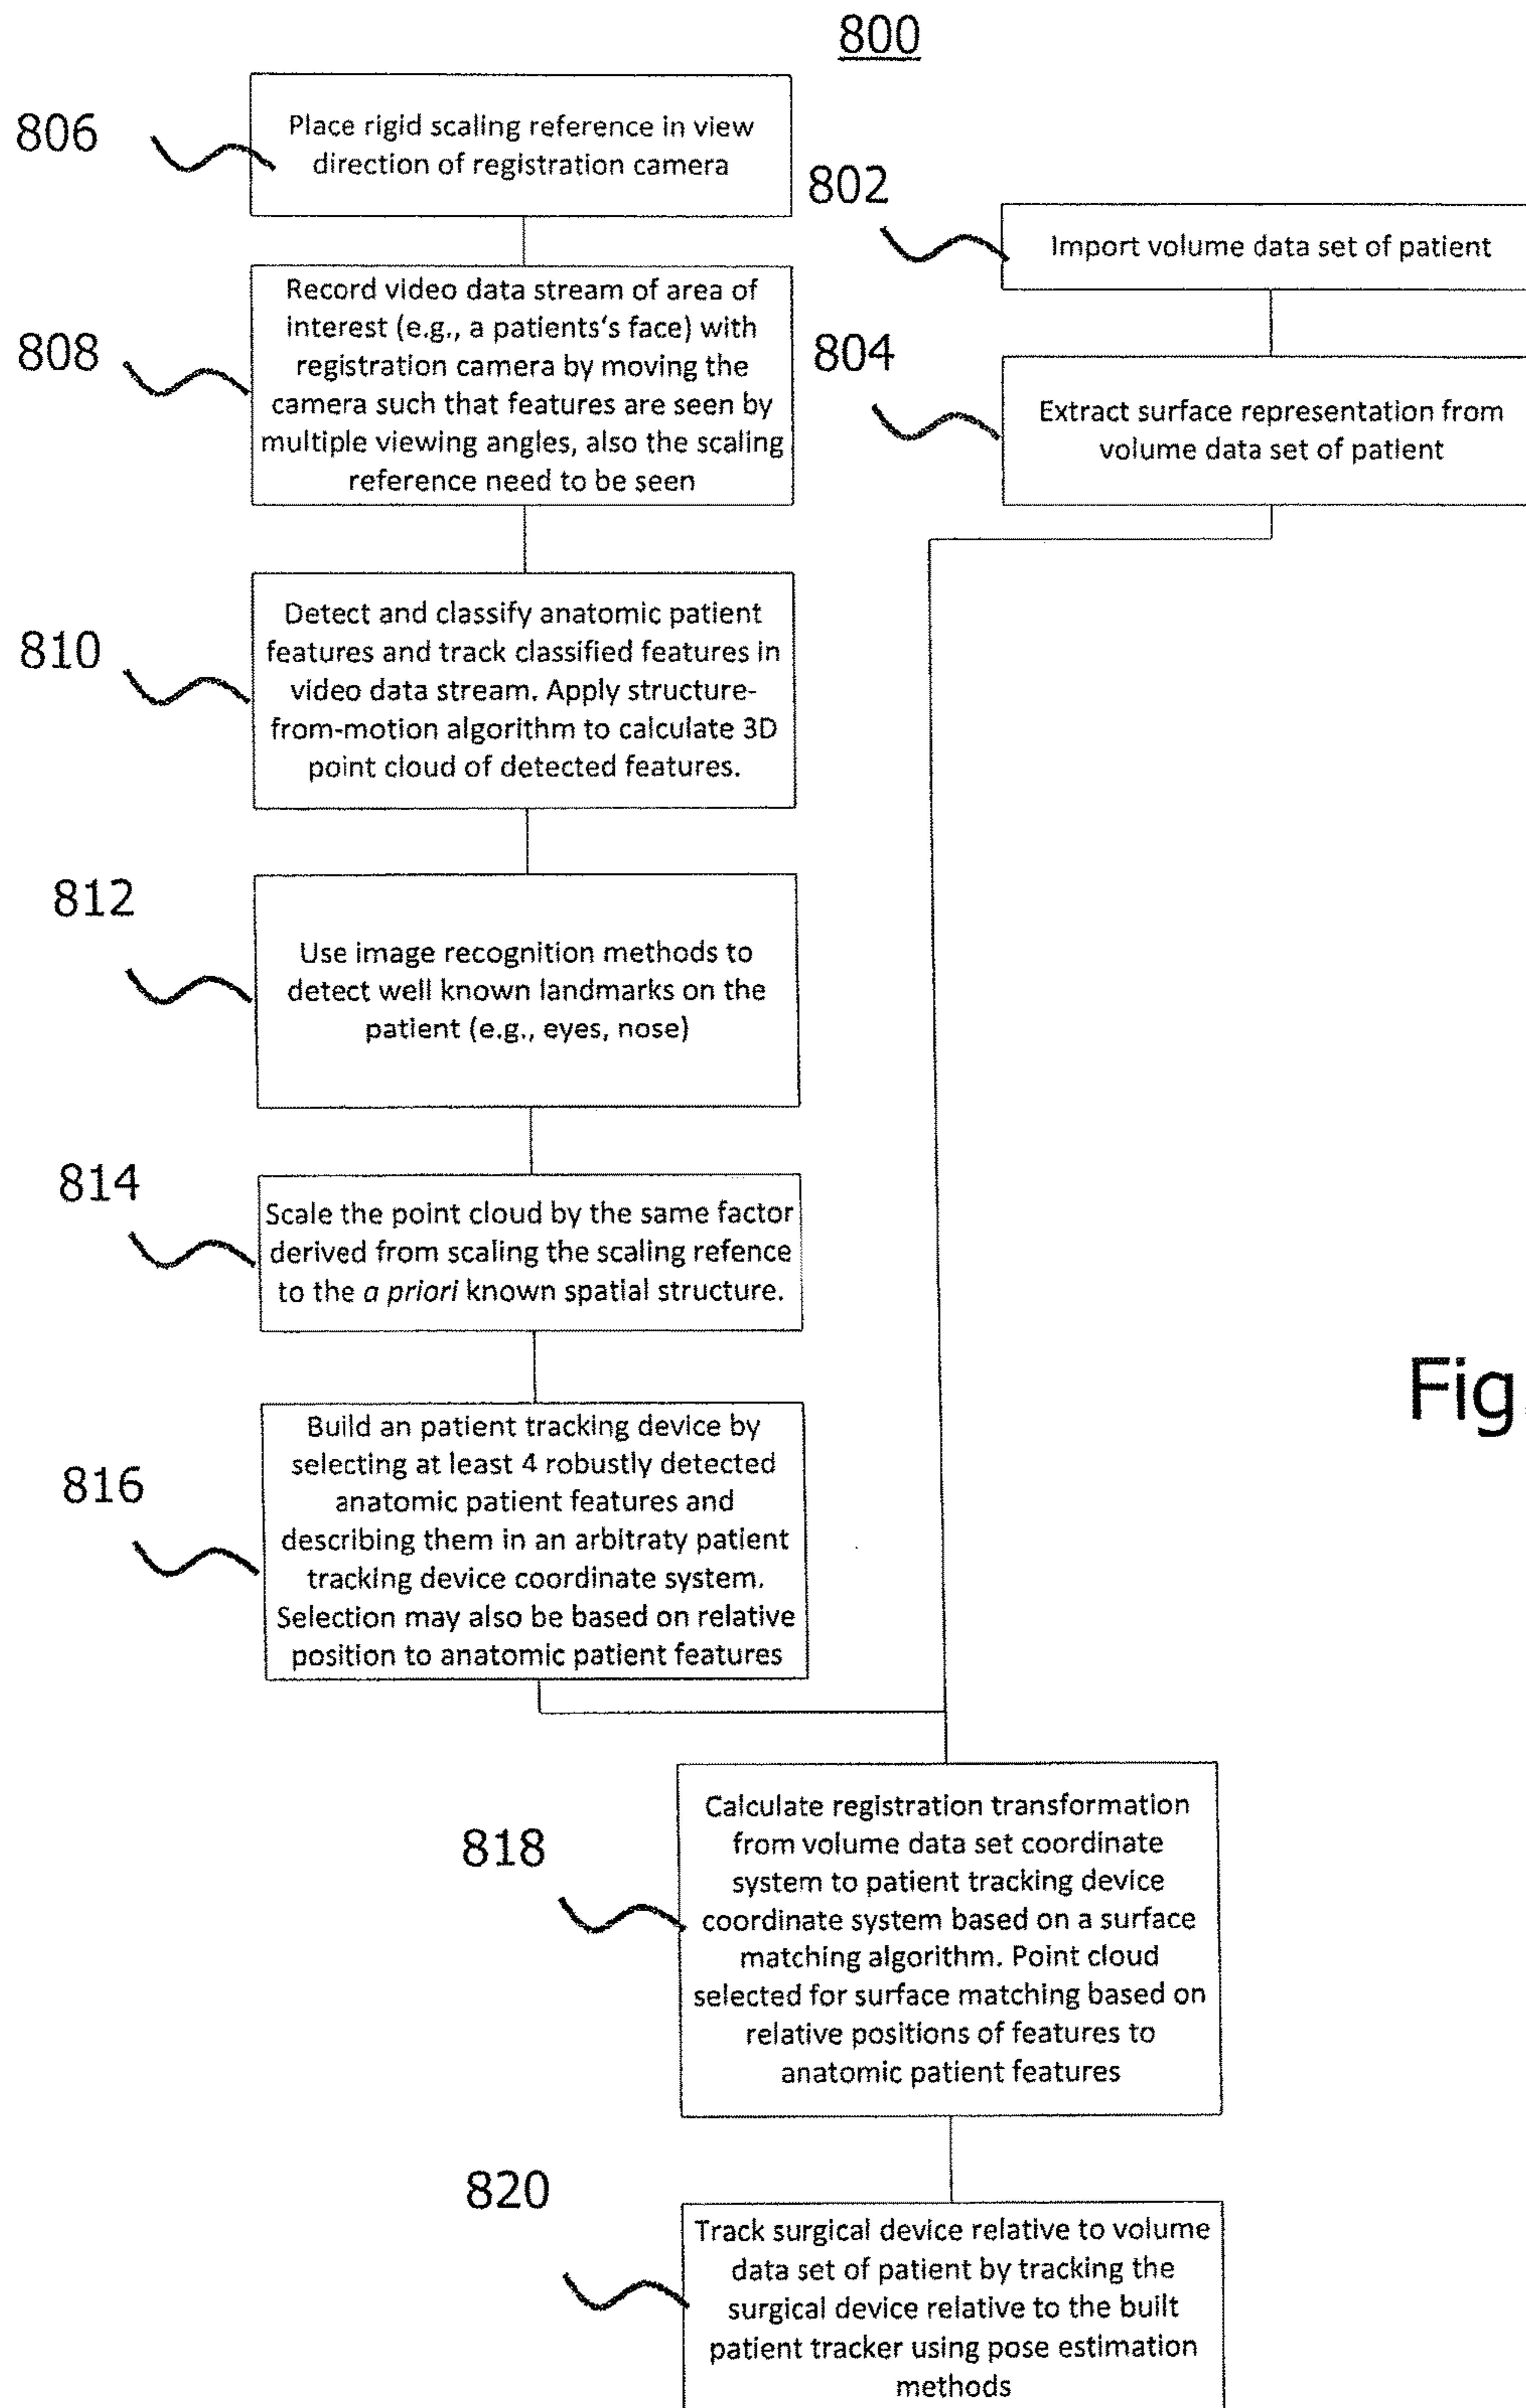 800
806
Place rigid scaling reference in view
direction of registration camera
802
Import volume data set of patient
808
Record video data stream of area of
interest (e.g., a patients's face) with
registration camera by moving the
camera such that features are seen by
multiple viewing angles, also the scaling
reference need to be seen
804
Extract surface representation from
volume data set of patient
810
Detect and classify anatomic patient
features and track classified features in
video data stream. Apply structure-
from-motion algorithm to calculate 3D
point cloud of detected features.
812
Use image recognition methods to
detect well known landmarks on the
patient (e.g., eyes, nose)
814
Scale the point cloud by the same factor
derived from scaling the scaling refence
to the a priori known spatial structure.
Fig.
816
Build an patient tracking device by
selecting at least 4 robustly detected
anatomic patient features and
describing them in an arbitraty patient
tracking device coordinate system.
Selection may also be based on relative
position to anatomic patient features
818
Calculate registration transformation
from volume data set coordinate
system to patient tracking device
coordinate system based on a surface
matching algorithm. Point cloud
selected for surface matching based on
relative positions of features to
anatomic patient features
820
Track surgical device relative to volume
data set of patient by tracking the
surgical device relative to the built
patient tracker using pose estimation
methods